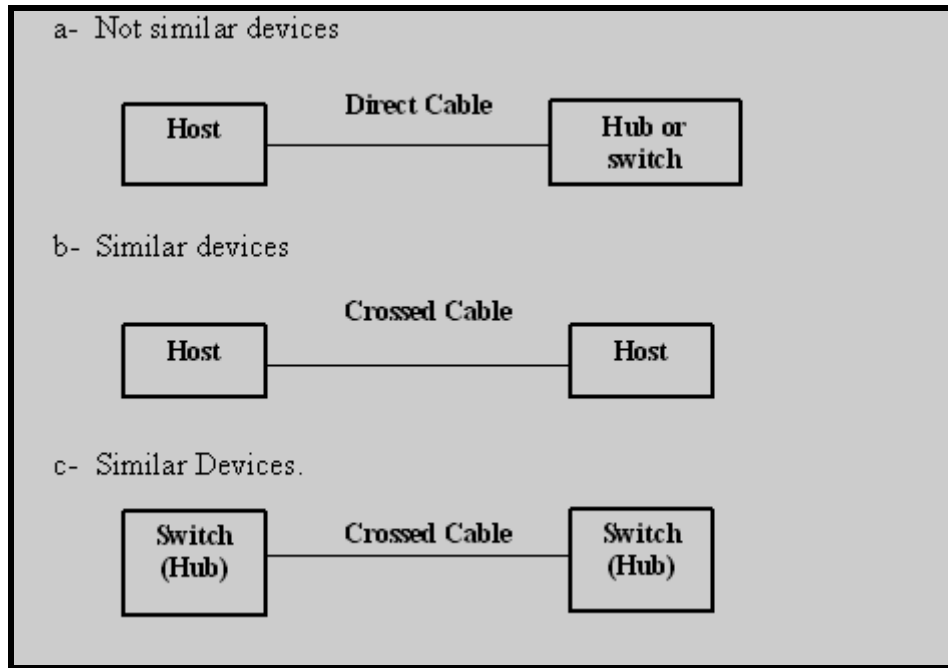 a- Not similar devices
Direct Cable
Host
Hub or
switch
b- Similar devices
Crossed Cable
Host
Host
c- Similar Devices.
Switch
(Hub)
Crossed Cable
Switch
(Hub)